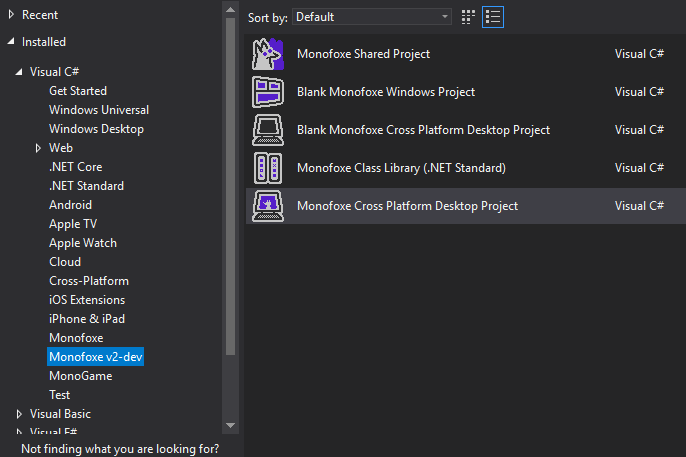 Recent
Installed
Visual C#
Get Started
Windows Universal
Windows Desktop
Web
.NET Core
.NET Standard
Android
Apple TV
Apple Watch
Cloud
Cross-Platform
iOS Extensions
iPhone & iPad
Monofoxe
Monofoxe v2-dev
MonoGame
Test
Visual Basic
Visual F#
Not finding what you are looking for?
Sort by: Default
Monofoxe Shared Project Visual C#
Blank Monofoxe Windows Project Visual C#
Blank Monofoxe Cross Platform Desktop Project Visual C#
Monofoxe Class Library (.NET Standard) Visual C#
Monofoxe Cross Platform Desktop Project Visual C#